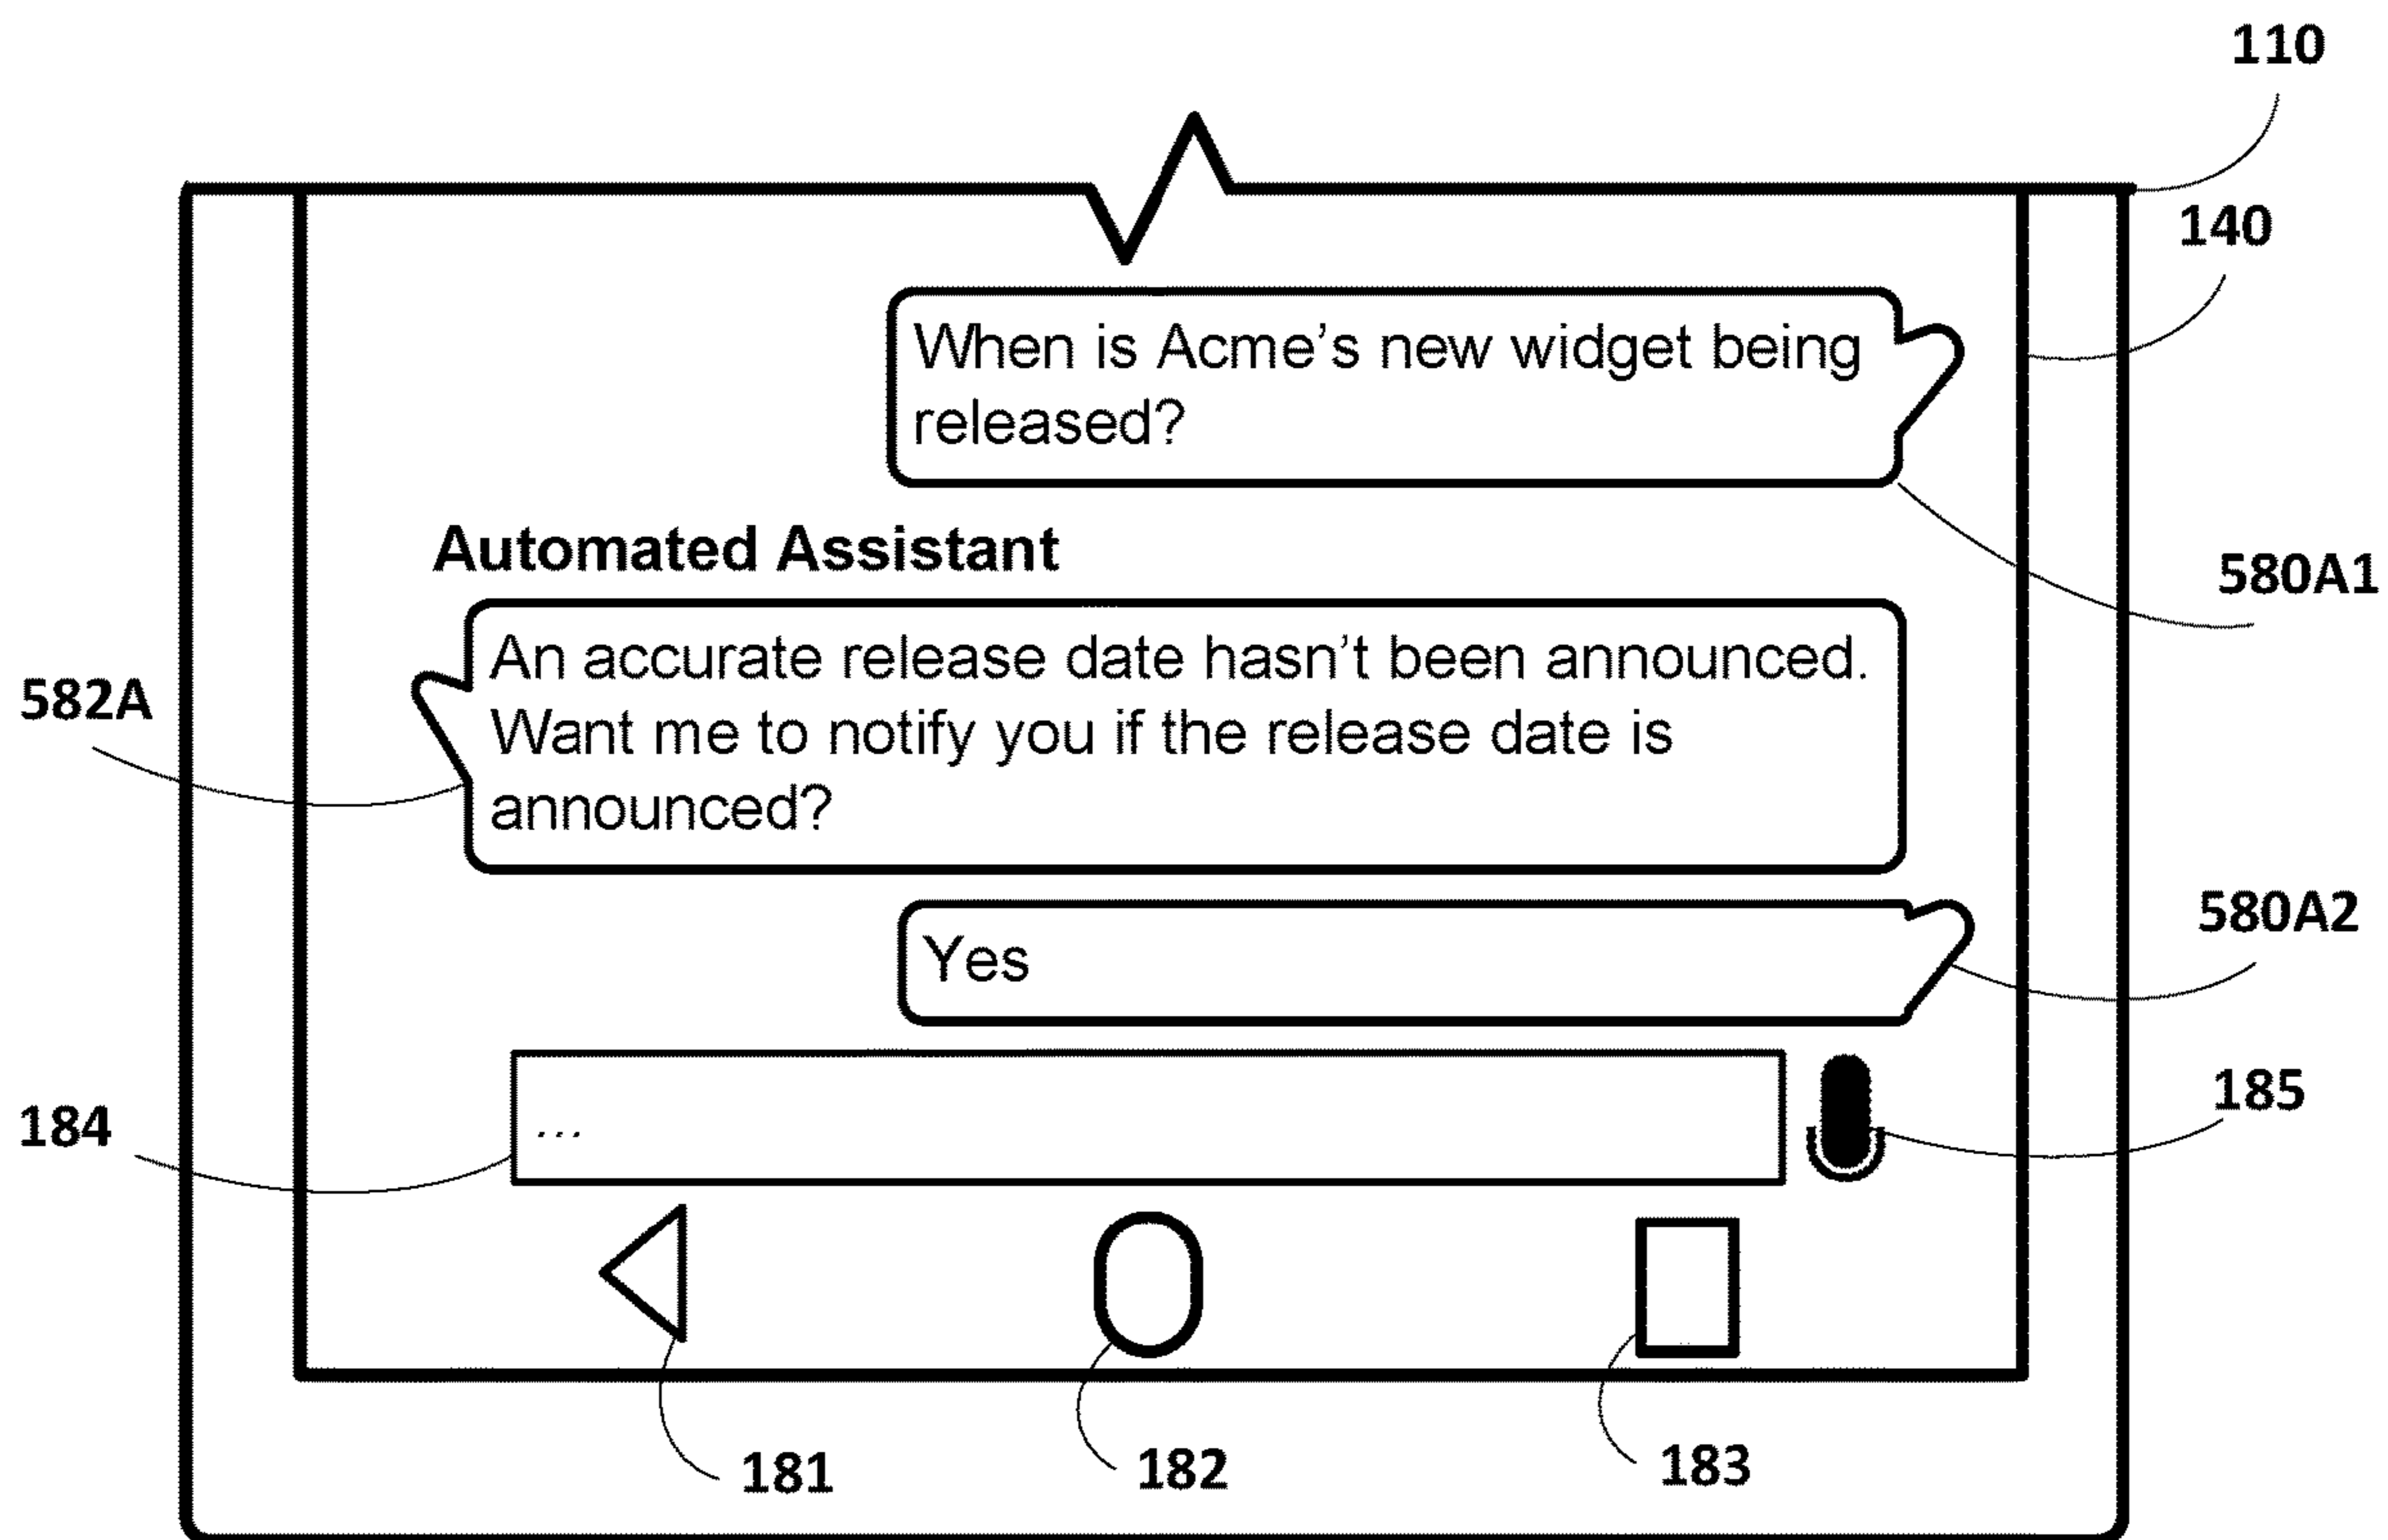 110
140
When is Acme’s new widget being
released?
580A1
Automated Assistant
582A
An accurate release date hasn’t been announced.
Want me to notify you if the release date is
announced?
580A2
Yes
184
...
185
181
182
183